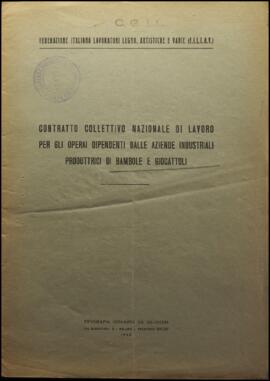 C G I L
FEDERAZIONE ITALIANA LAVORATORI LEGNO, ARTISTICHE E VARIE (F.I.L.L.A.V.)
CONTRATTO COLLETTIVO NAZIONALE DI LAVORO
PER GLI OPERAI DIPENDENTI DALLE AZIENDE INDUSTRIALI
PRODUTTRICI DI BAMBOLE E GIOCATTOLI
TIPOGRAFIA